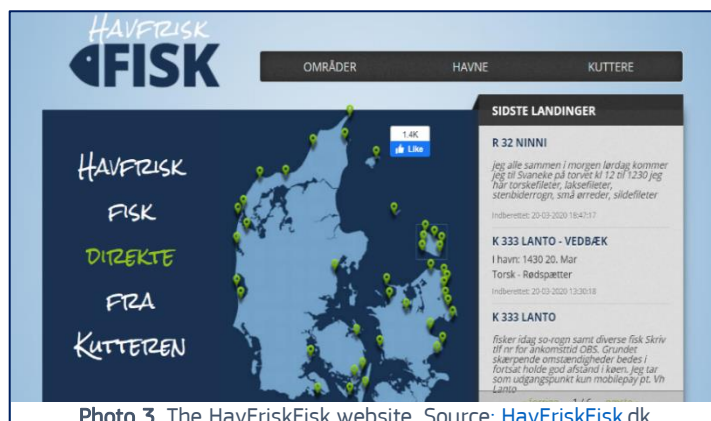 HAVFRISK
FISK
OMRÅDER HAVNE KUTTERE
SIDSTE LANDINGER
R 32 NINNI
jeg alle sammen i morgen lørdag kommer
jeg til Svaneke på torvet kl 12 til 1230 jeg
har torskefileter, laksefileter,
stenbiderrogn, små ørreder, sildefileter
Indberettet: 20-03-2020 18:47:17
K 333 LANTO - VEDBÆK
I havn: 1430 20. Mar
Torsk - Rødspætter
Indberettet: 20-03-2020 13:30:18
K 333 LANTO
fisker idag so-rogn samt diverse fisk Skriv
tlf nr for ankomsttid OBS. Grundet
skærpende omstændigheder bedes i
fortsat holde god afstand i køen. Jeg tar
som udgangspunkt kun mobilepay pt. Vh
Lanto
1.4K
Like
HAVFRISK
FISK
DIREKTE
FRA
KUTTEREN
Photo 3. The HavFriskFisk website. Source: HavFriskFisk.dk